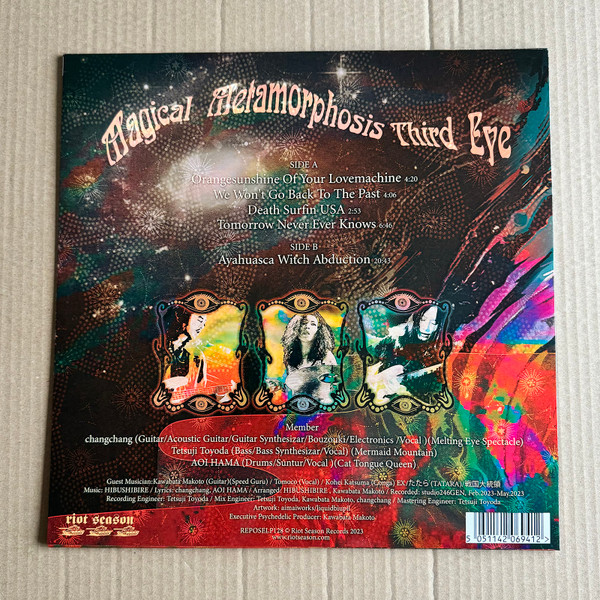 Magical Metamorphosis Third Eye
SIDE A
Orangesunshine Of Your Lovemachine 4:20
We Won't Go Back To The Past 4:06
Death Surfin USA 2:53
Tomorrow Never Ever Knows 6:46
SIDE B
Ayahuasca Witch Abduction 20:43
Member
changchang (Guitar/Acoustic Guitar/Guitar Synthesizar/Bouzouki/Electronics /Vocal )(Melting Eye Spectacle)
Tetsuji Toyoda (Bass/Bass Synthesizar/Vocal )(Mermaid Mountain)
AOI HAMA (Drums/Suntur/Vocal )(Cat Tongue Queen)
Guest Musician:Kawabata Makoto (Guitar)(Speed Guru) / Tomoco (Vocal) / Kohei Katsuma (Conga) EX/たたら (TATARA) / 戦国大統領
Music: HIBUSHIBIRE / Lyrics: changchang, AOI HAMA / Arranged: HIBUSHIBIRE , Kawabata Makoto / Recorded: studio246GEN, Feb.2023-May.2023
Recording Engineer: Tetsuji Toyoda / Mix Engineer: Tetsuji Toyoda, Kawabata Makoto, changchang / Mastering Engineer: Tetsuji Toyoda
Artwork: aimaiworks/liquidbiupil
Executive Psychedelic Producer: Kawabata Makoto
riot season
REPOSELP128 © Riot Season Records 2023
www.riotseason.com
5 051142 069412 >